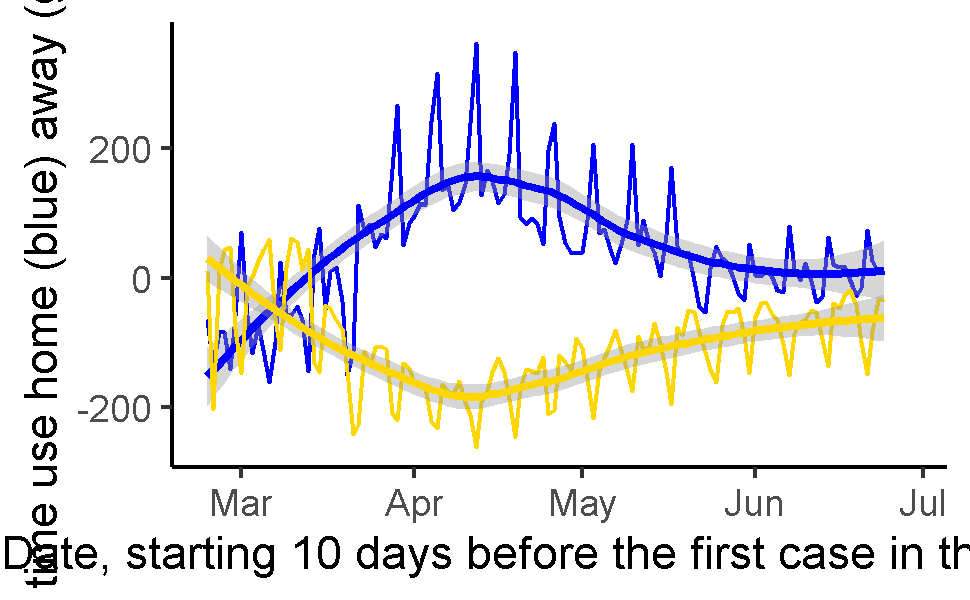 time use home (blue) away (
200
0
-200
Mar Apr May Jun Jul
Date, starting 10 days before the first case in